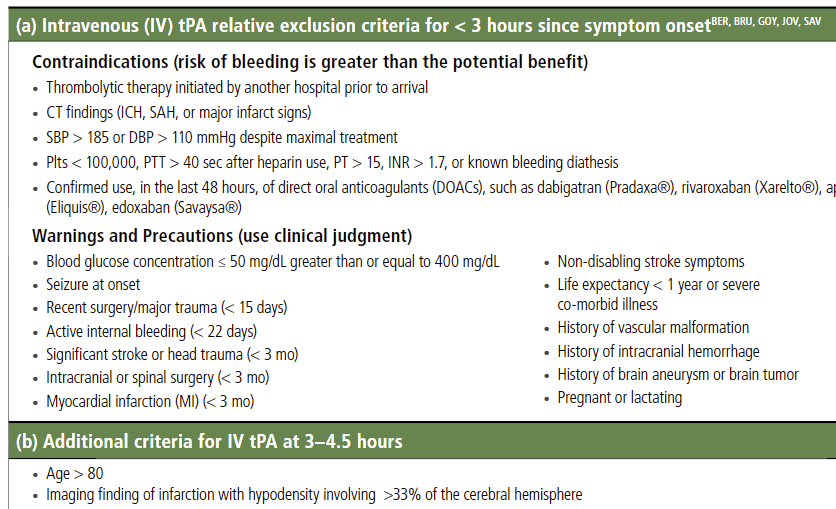 (a) Intravenous (IV) tPA relative exclusion criteria for < 3 hours since symptom onset BER, BRU, GOY, JOV, SAV
Contraindications (risk of bleeding is greater than the potential benefit)
• Thrombolytic therapy initiated by another hospital prior to arrival
• CT findings (ICH, SAH, or major infarct signs)
• SBP > 185 or DBP > 110 mmHg despite maximal treatment
• Plts < 100,000, PTT > 40 sec after heparin use, PT > 15, INR > 1.7, or known bleeding diathesis
• Confirmed use, in the last 48 hours, of direct oral anticoagulants (DOACs), such as dabigatran (Pradaxa®), rivaroxaban (Xarelto®),
(Eliquis®), edoxaban (Savaysa®)
Warnings and Precautions (use clinical judgment)
• Blood glucose concentration ≤ 50 mg/dL greater than or equal to 400 mg/dL
• Seizure at onset
• Recent surgery/major trauma (< 15 days)
• Active internal bleeding (< 22 days)
• Significant stroke or head trauma (< 3 mo)
• Intracranial or spinal surgery (< 3 mo)
• Myocardial infarction (MI) (< 3 mo)
• Non-disabling stroke symptoms
• Life expectancy < 1 year or severe
co-morbid illness
• History of vascular malformation
• History of intracranial hemorrhage
• History of brain aneurysm or brain tumor
• Pregnant or lactating
(b) Additional criteria for IV tPA at 3–4.5 hours
• Age > 80
• Imaging finding of infarction with hypodensity involving >33% of the cerebral hemisphere